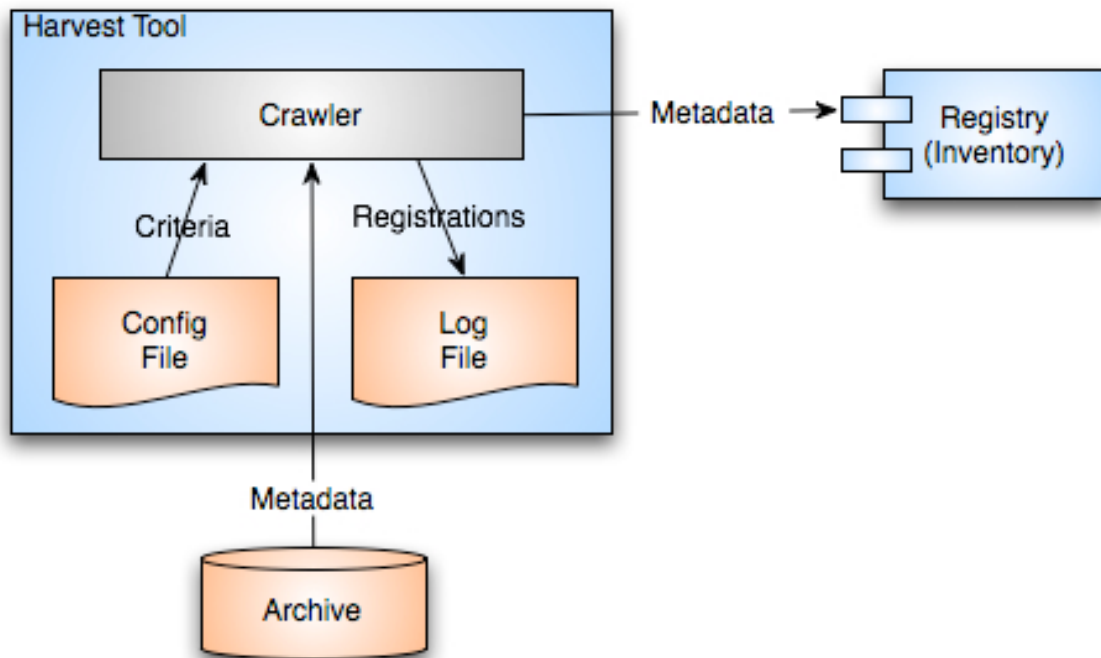 Harvest Tool
Crawler
Metadata
Registry
(Inventory)
Criteria
Registrations
Config
File
Log
File
Metadata
Archive